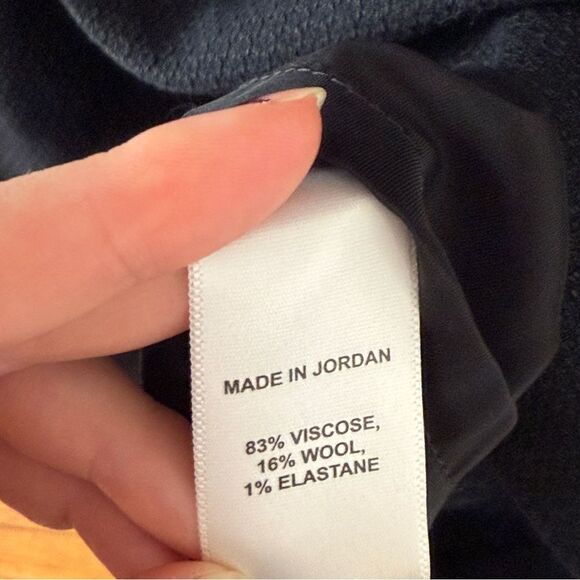 MADE IN JORDAN
83% VISCOSE,
16% WOOL,
1% ELASTANE